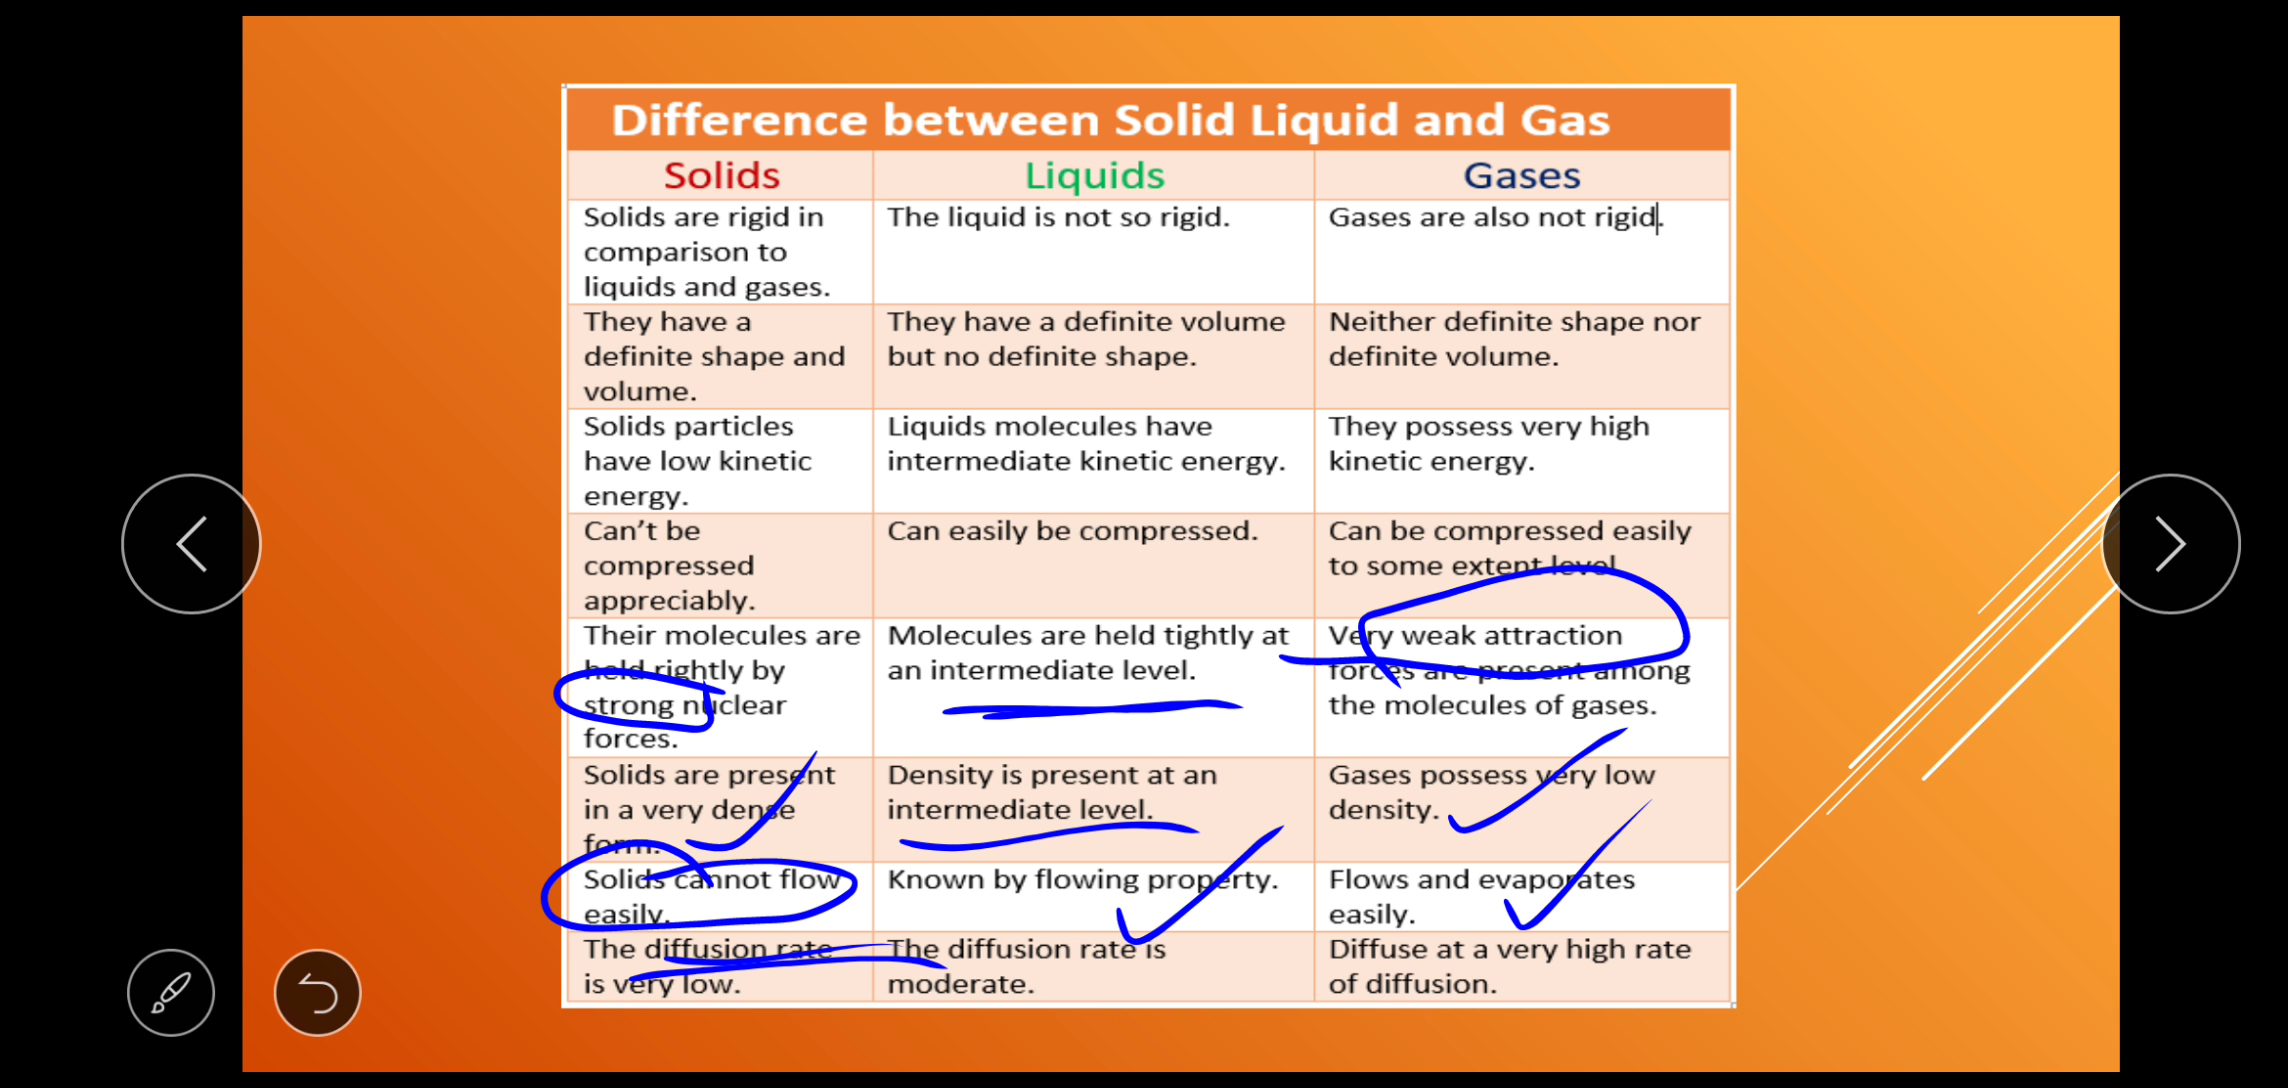 Difference between Solid Liquid and Gas
Solids
Liquids
Gases
Solids are rigid in
comparison to
liquids and gases.
The liquid is not so rigid.
Gases are also not rigid.
They have a
definite shape and
volume.
They have a definite volume
but no definite shape.
Neither definite shape nor
definite volume.
Solids particles
have low kinetic
energy.
Liquids molecules have
intermediate kinetic energy.
They possess very high
kinetic energy.
Can’t be
compressed
appreciably.
Can easily be compressed.
Can be compressed easily
to some extent level
Their molecules are
held rightly by
strong nuclear
forces.
Molecules are held tightly at
an intermediate level.
Very weak attraction
forces are present among
the molecules of gases.
Solids are present
in a very dense
form.
Density is present at an
intermediate level.
Gases possess very low
density.
Solids cannot flow
easily.
Known by flowing property.
Flows and evaporates
easily.
The diffusion rate
is very low.
The diffusion rate is
moderate.
Diffuse at a very high rate
of diffusion.